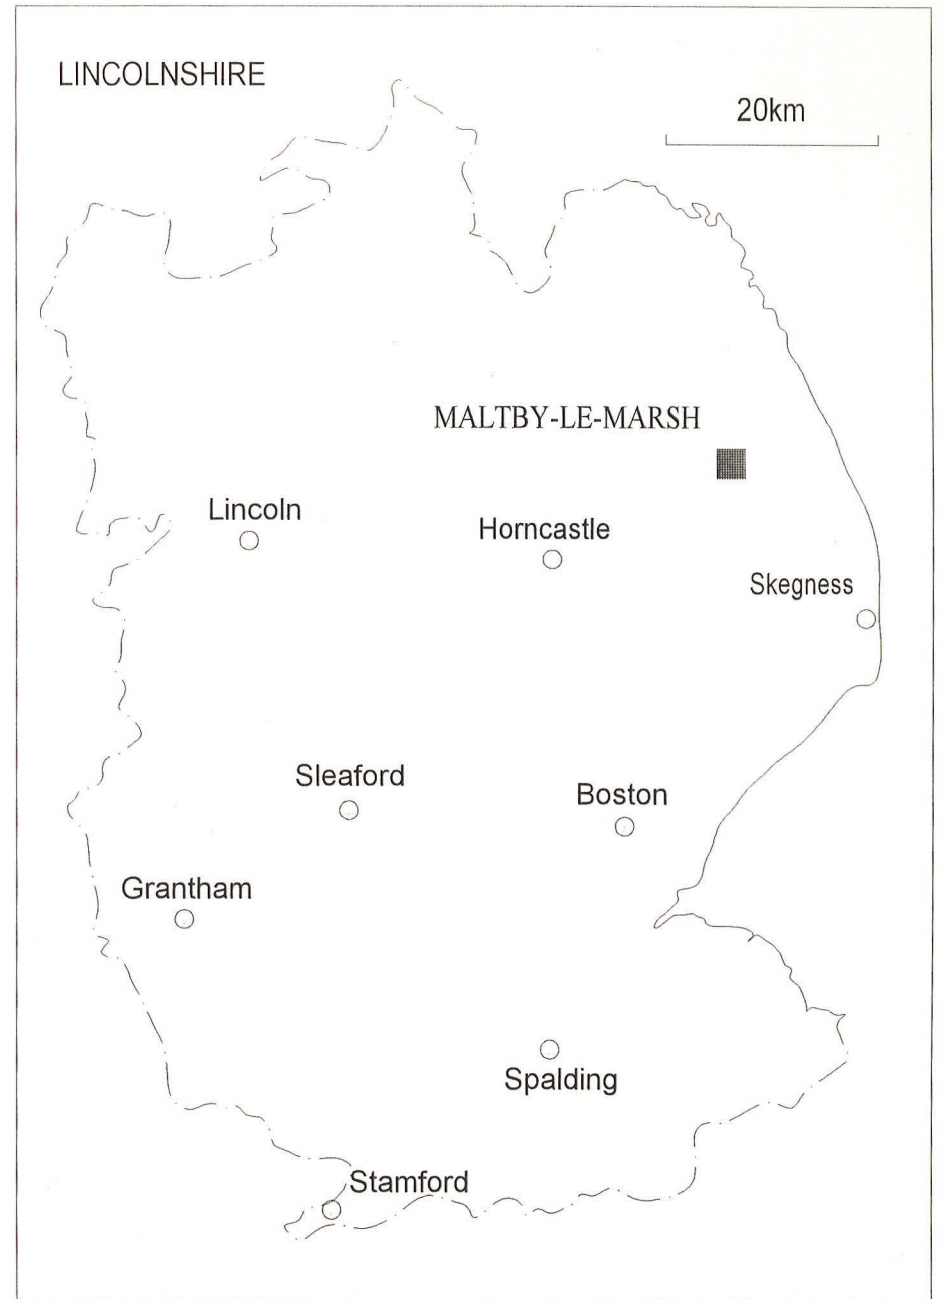 LINCOLNSHIRE
20km
MALTBY-LE-MARSH
Lincoln
Horncastle
Skegness
Sleaford
Boston
Grantham
Spalding
Stamford